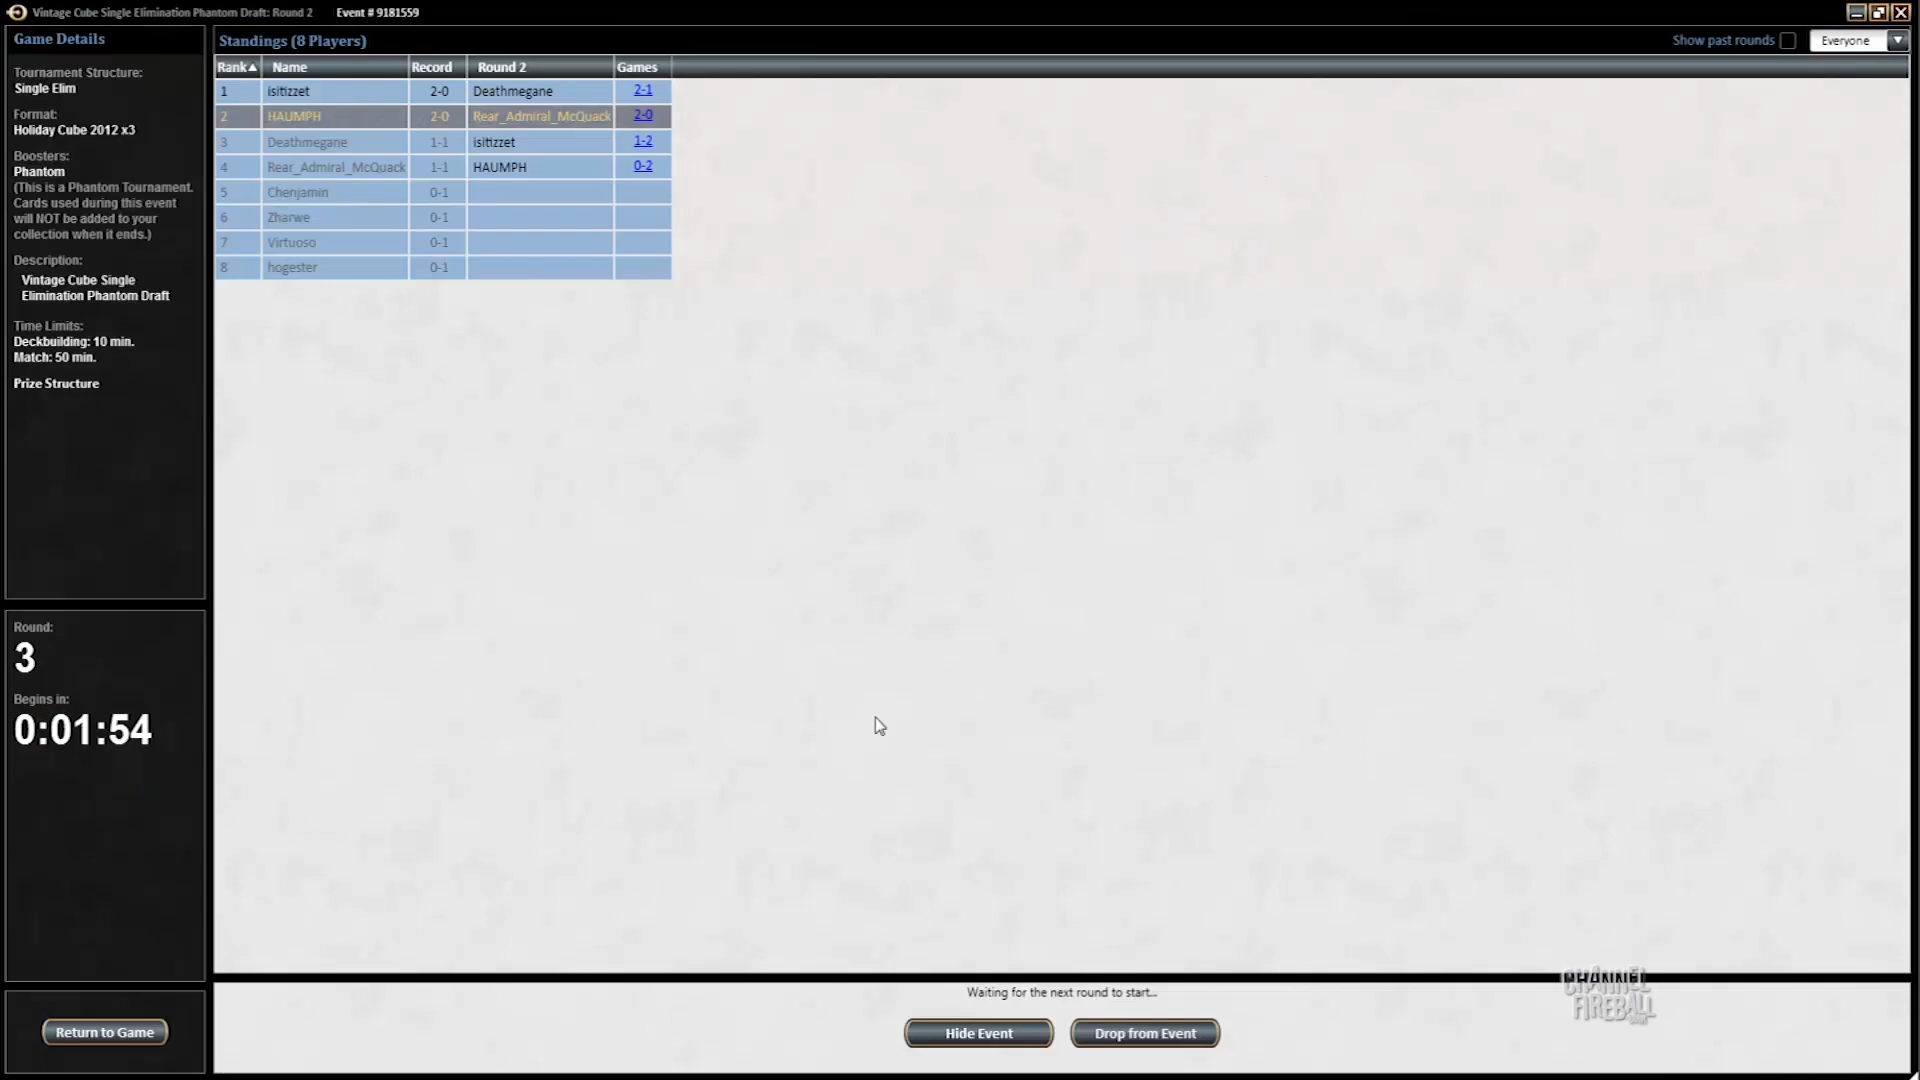 Vintage Cube Single Elimination Phantom Draft: Round 2 Event # 9181559
Game Details
Tournament Structure:
Single Elim
Format:
Holiday Cube 2012 x3
Boosters:
Phantom
(This is a Phantom Tournament.
Cards used during this event
will NOT be added to your
collection when it ends.)
Description:
Vintage Cube Single
Elimination Phantom Draft
Time Limits:
Deckbuilding: 10 min.
Match: 50 min.
Prize Structure
Round:
3
Begins in:
0:01:54
Return to Game
Standings (8 Players)
Show past rounds Everyone
Rank Name Record Round 2 Games
1 isitizzet 2-0 Deathmegane 2-1
2 HAUMPH 2-0 Rear_Admiral_McQuack 2-0
3 Deathmegane 1-1 isitizzet 1-2
4 Rear_Admiral_McQuack 1-1 HAUMPH 0-2
5 Chenjamin 0-1
6 Zharwe 0-1
7 Virtuoso 0-1
8 hogester 0-1
Waiting for the next round to start...
Hide Event Drop from Event
CHANNEL
FIREBALL